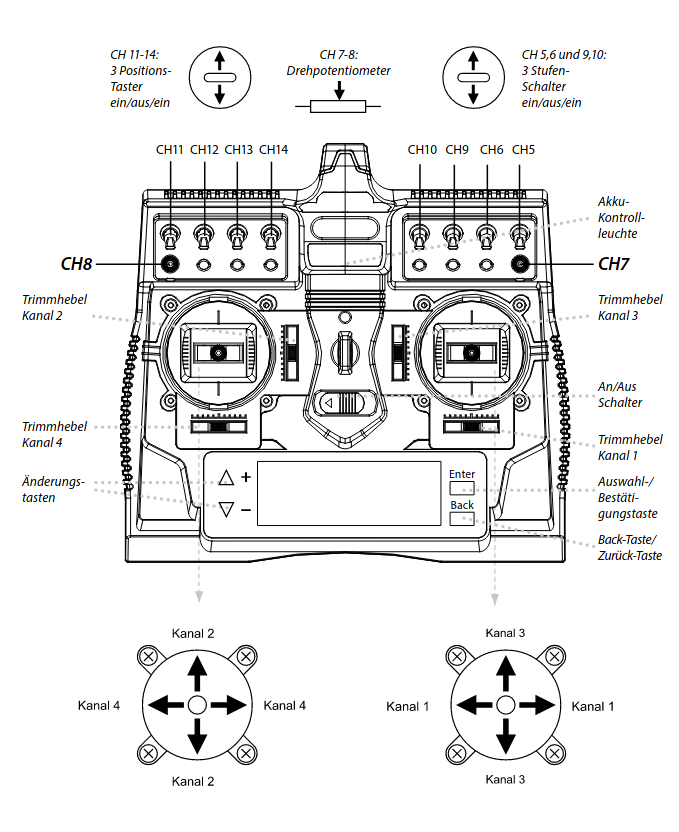 CH 11-14:
3 Positions-
Taster
ein/aus/ein
CH 7-8:
Drehpotentiometer
CH 5,6 und 9,10:
3 Stufen-
Schalter
ein/aus/ein
CH11 CH12 CH13 CH14
CH10 CH9 CH6 CH5
Akku-
Kontroll-
leuchte
CH8
CH7
Trimmhebel
Kanal 2
Trimmhebel
Kanal 3
An/Aus
Schalter
Trimmhebel
Kanal 4
Trimmhebel
Kanal 1
Änderungs-
tasten
+
–
Enter
Back
Auswahl-/
Bestäti-
gungstaste
Back-Taste/
Zurück-Taste
Kanal 2
Kanal 4 Kanal 4
Kanal 2
Kanal 3
Kanal 1 Kanal 1
Kanal 3